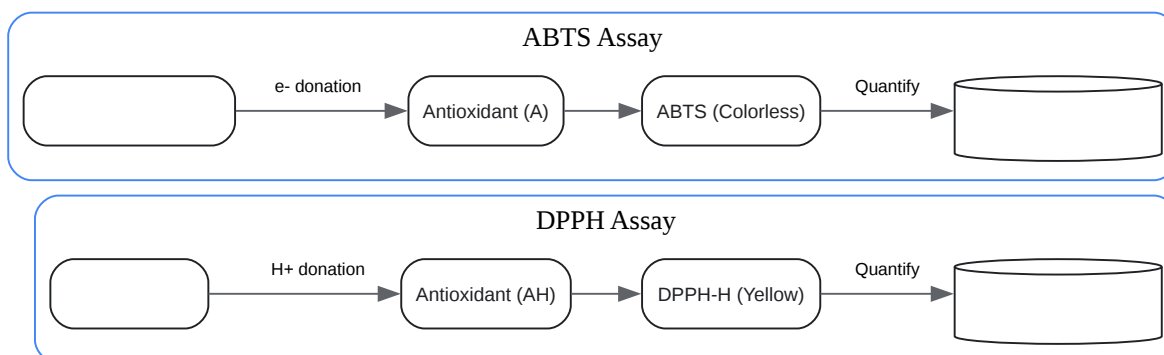 ABTS Assay
e- donation
Antioxidant (A)
ABTS (Colorless)
Quantify
DPPH Assay
H+ donation
Antioxidant (AH)
DPPH-H (Yellow)
Quantify